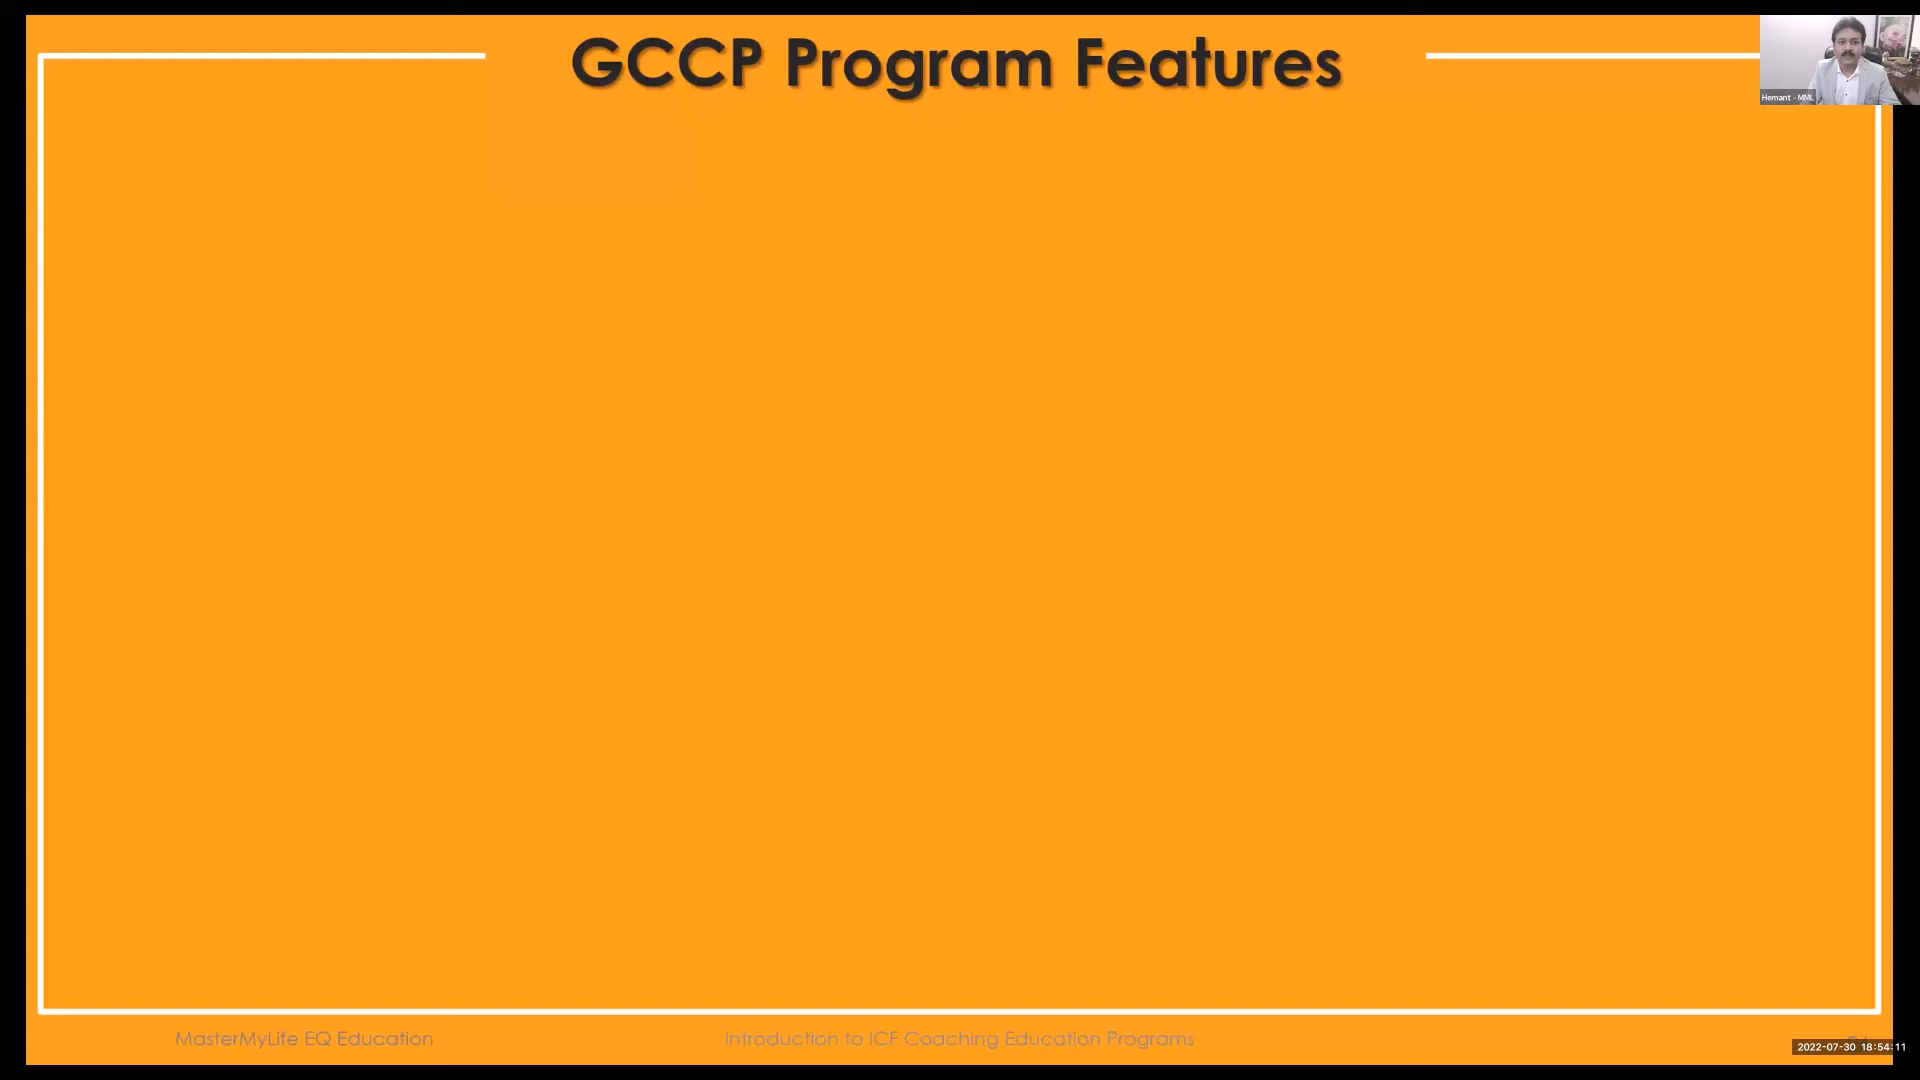 GCCP Program Features
Hemant - MML
MasterMyLife EQ Education
Introduction to ICF Coaching Education Programs
2022-07-30 18:54:11